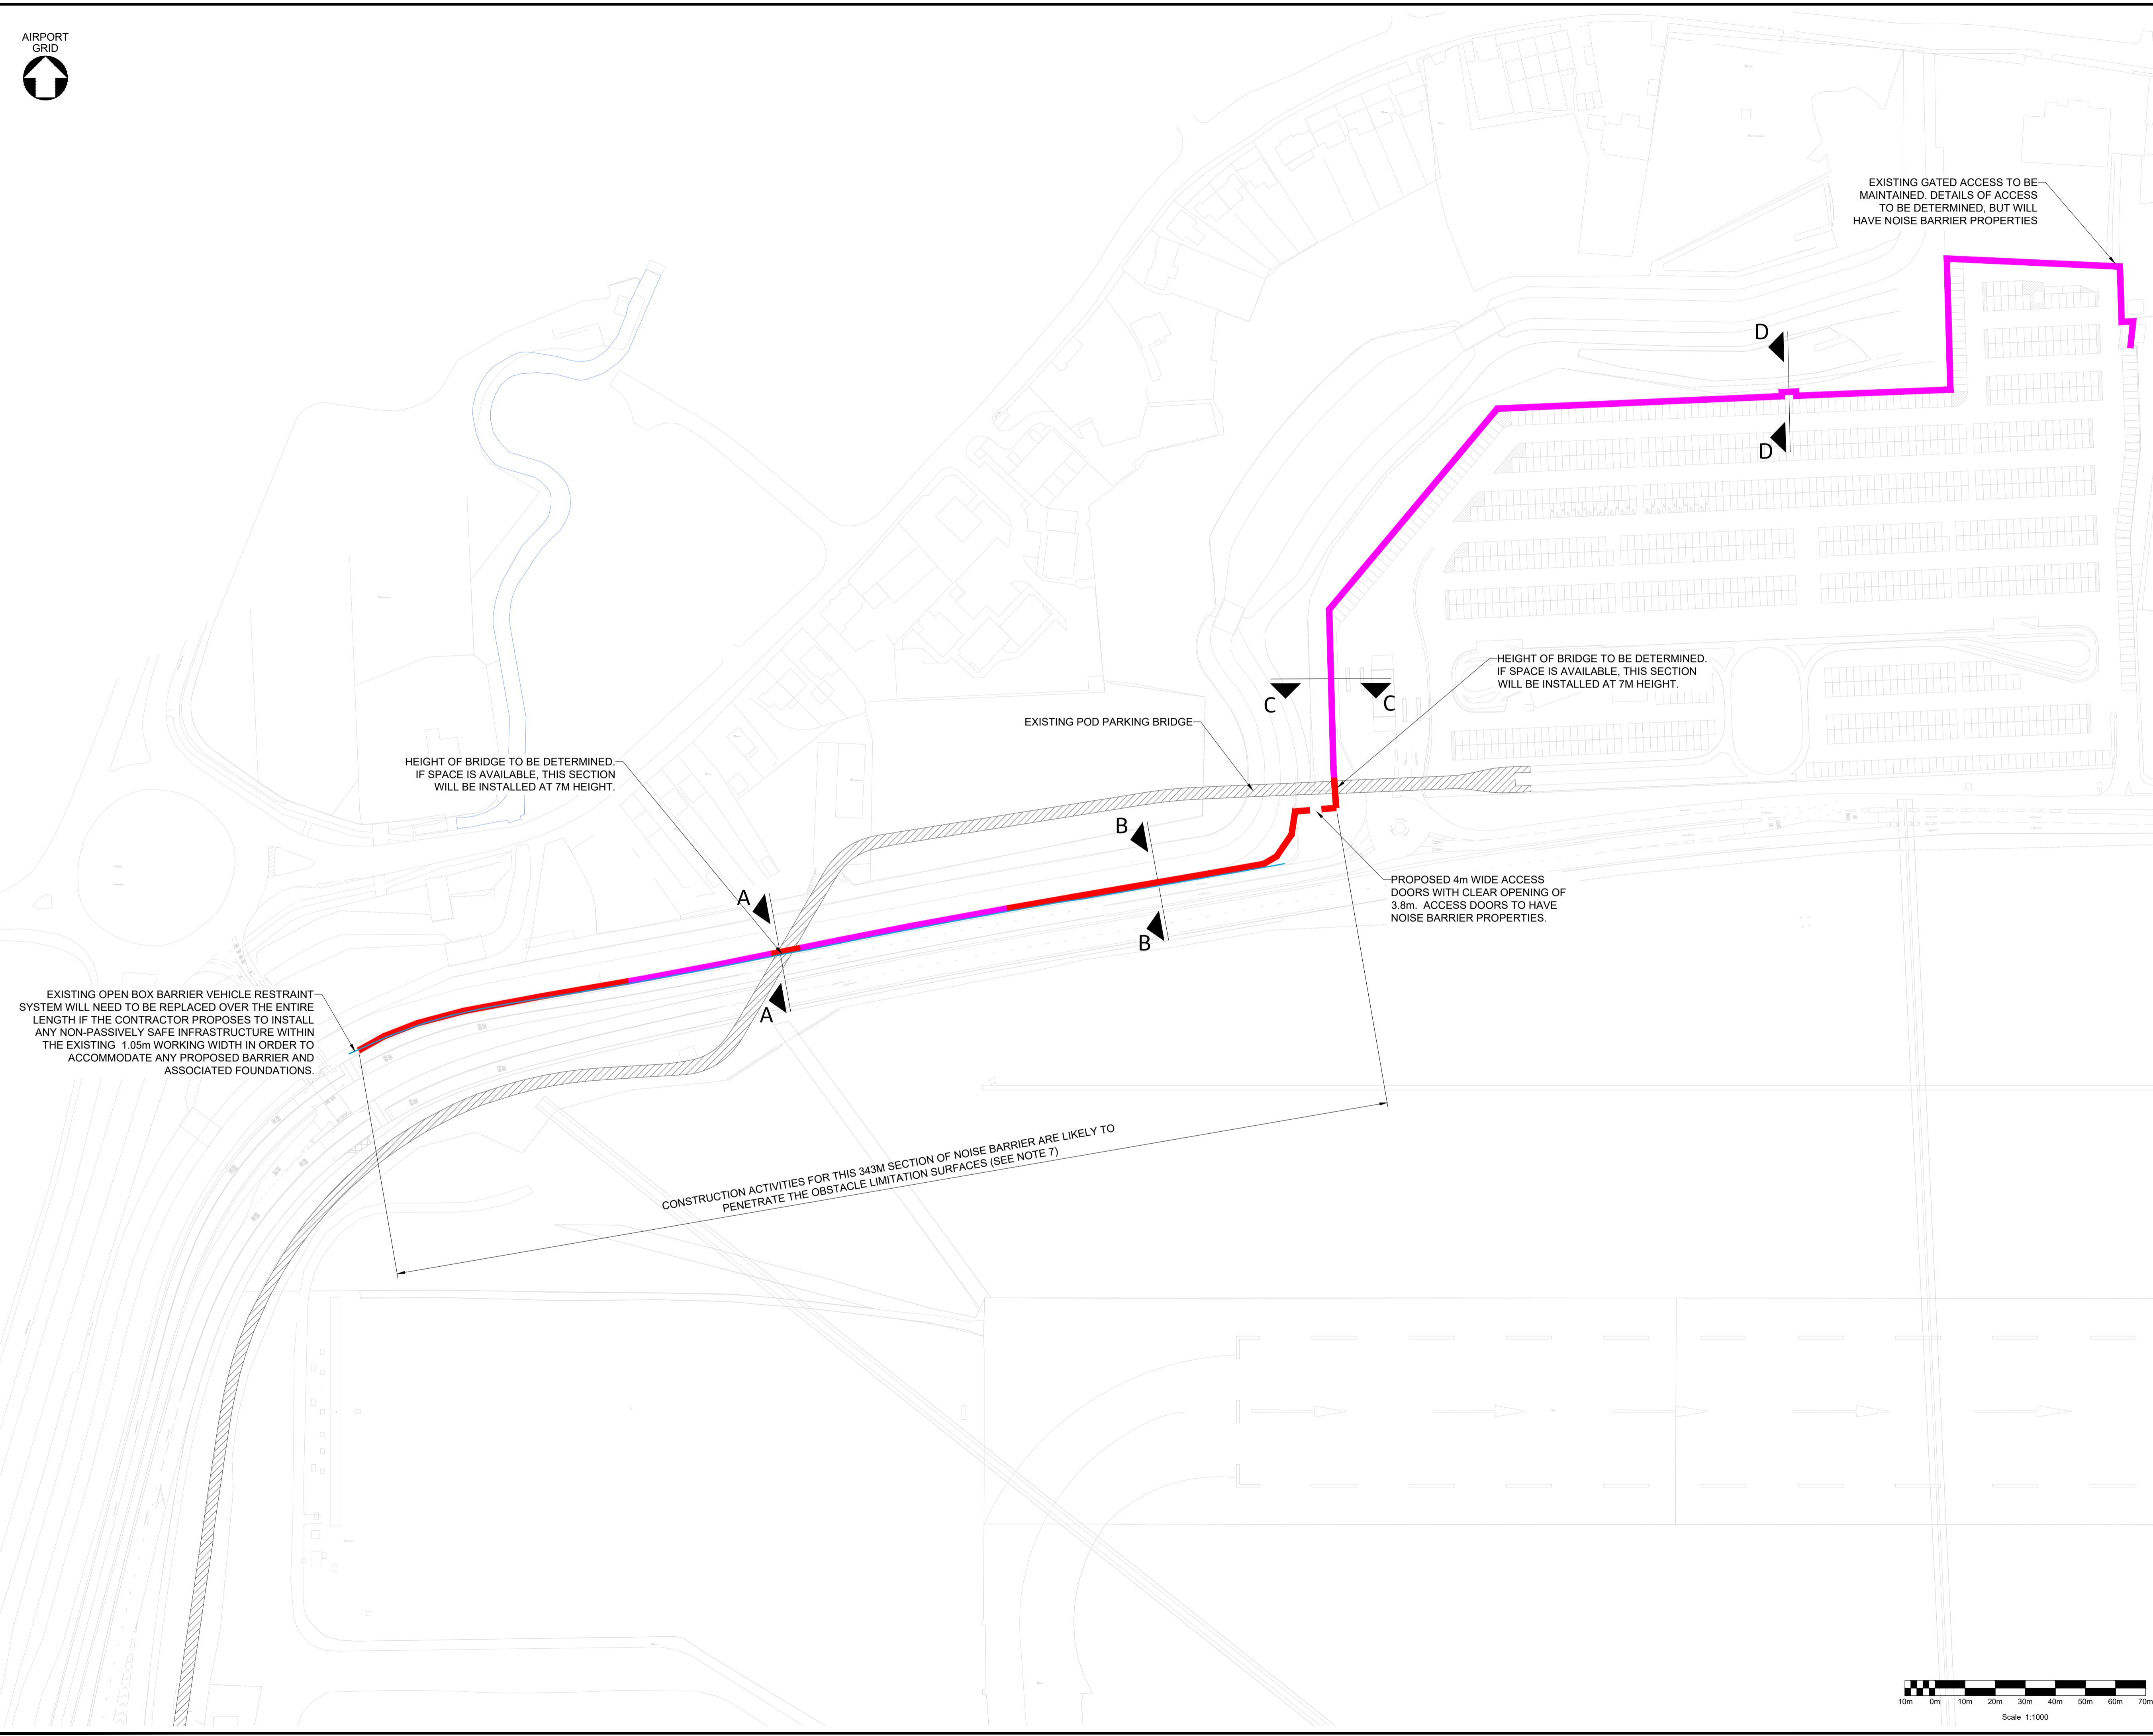 AIRPORT
GRID
EXISTING GATED ACCESS TO BE
MAINTAINED. DETAILS OF ACCESS
TO BE DETERMINED, BUT WILL
HAVE NOISE BARRIER PROPERTIES
D
D
HEIGHT OF BRIDGE TO BE DETERMINED.
IF SPACE IS AVAILABLE, THIS SECTION
WILL BE INSTALLED AT 7M HEIGHT.
C
C
EXISTING POD PARKING BRIDGE
HEIGHT OF BRIDGE TO BE DETERMINED.
IF SPACE IS AVAILABLE, THIS SECTION
WILL BE INSTALLED AT 7M HEIGHT.
B
B
A
A
PROPOSED 4m WIDE ACCESS
DOORS WITH CLEAR OPENING OF
3.8m. ACCESS DOORS TO HAVE
NOISE BARRIER PROPERTIES.
EXISTING OPEN BOX BARRIER VEHICLE RESTRAINT
SYSTEM WILL NEED TO BE REPLACED OVER THE ENTIRE
LENGTH IF THE CONTRACTOR PROPOSES TO INSTALL
ANY NON-PASSIVELY SAFE INFRASTRUCTURE WITHIN
THE EXISTING 1.05m WORKING WIDTH IN ORDER TO
ACCOMMODATE ANY PROPOSED BARRIER AND
ASSOCIATED FOUNDATIONS.
CONSTRUCTION ACTIVITIES FOR THIS 343M SECTION OF NOISE BARRIER ARE LIKELY TO
PENETRATE THE OBSTACLE LIMITATION SURFACES (SEE NOTE 7)
10m 0m 10m 20m 30m 40m 50m 60m 70m
Scale 1:1000